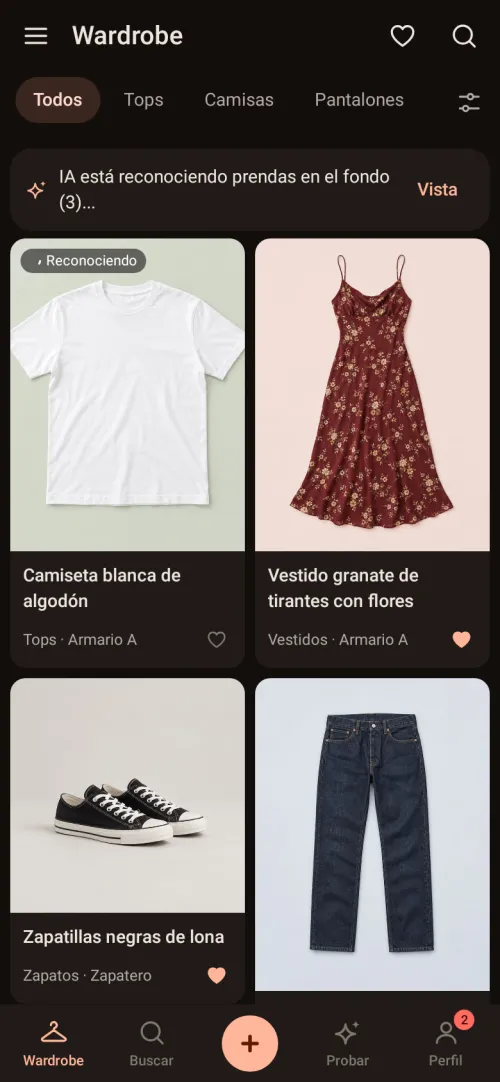 Wardrobe
Todos
Tops
Camisas
Pantalones
IA está reconociendo prendas en el fondo
(3)...
Vista
Reconociendo
Camiseta blanca de
algodón
Tops · Armario A
Vestido granate de
tirantes con flores
Vestidos · Armario A
Zapatillas negras de lona
Zapatos · Zapatero
Wardrobe
Buscar
Probar
2
Perfil